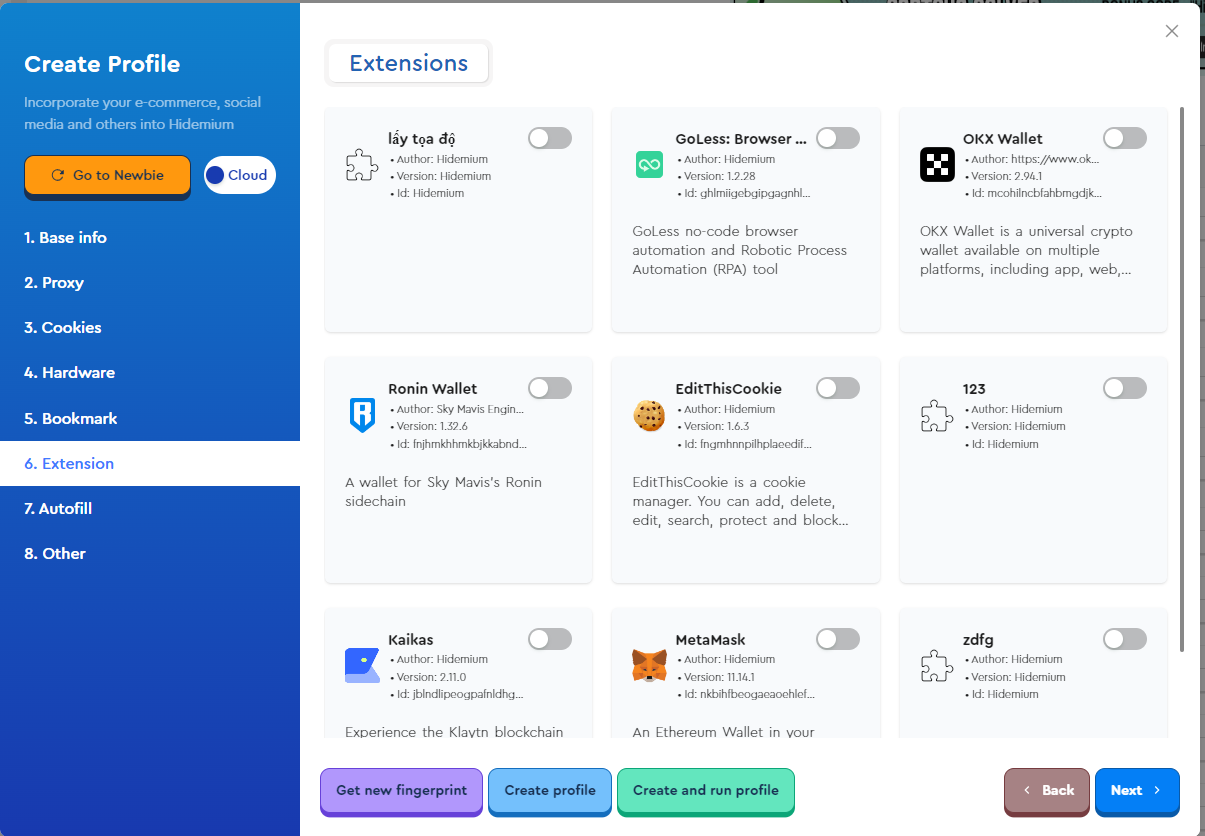 Create Profile
Incorporate your e-commerce, social
media and others into Hidemium
Go to Newbie
Cloud
1. Base info
2. Proxy
3. Cookies
4. Hardware
5. Bookmark
6. Extension
7. Autofill
8. Other
Extensions
lấy tọa độ
• Author: Hidemium
• Version: Hidemium
• Id: Hidemium
GoLess: Browser ...
• Author: Hidemium
• Version: 1.2.28
• Id: ghlmiigebgipgagnhl...
GoLess no-code browser
automation and Robotic Process
Automation (RPA) tool
OKX Wallet
• Author: https://www.ok...
• Version: 2.94.1
• Id: mcohilncbfahbmgdjk...
OKX Wallet is a universal crypto
wallet available on multiple
platforms, including app, web,...
Ronin Wallet
• Author: Sky Mavis Engin...
• Version: 1.32.6
• Id: fnjhmkhhmkbjkkabnd...
A wallet for Sky Mavis's Ronin
sidechain
EditThisCookie
• Author: Hidemium
• Version: 1.6.3
• Id: fngmhnnpilhplaeedif...
EditThisCookie is a cookie
manager. You can add, delete,
edit, search, protect and block...
123
• Author: Hidemium
• Version: Hidemium
• Id: Hidemium
Kaikas
• Author: Hidemium
• Version: 2.11.0
• Id: jblndlipeogpafnldhg...
Experience the Klaytn blockchain
MetaMask
• Author: Hidemium
• Version: 11.14.1
• Id: nkbihfbeogaeaoehlef...
An Ethereum Wallet in your
zdfg
• Author: Hidemium
• Version: Hidemium
• Id: Hidemium
Get new fingerprint
Create profile
Create and run profile
Back
Next